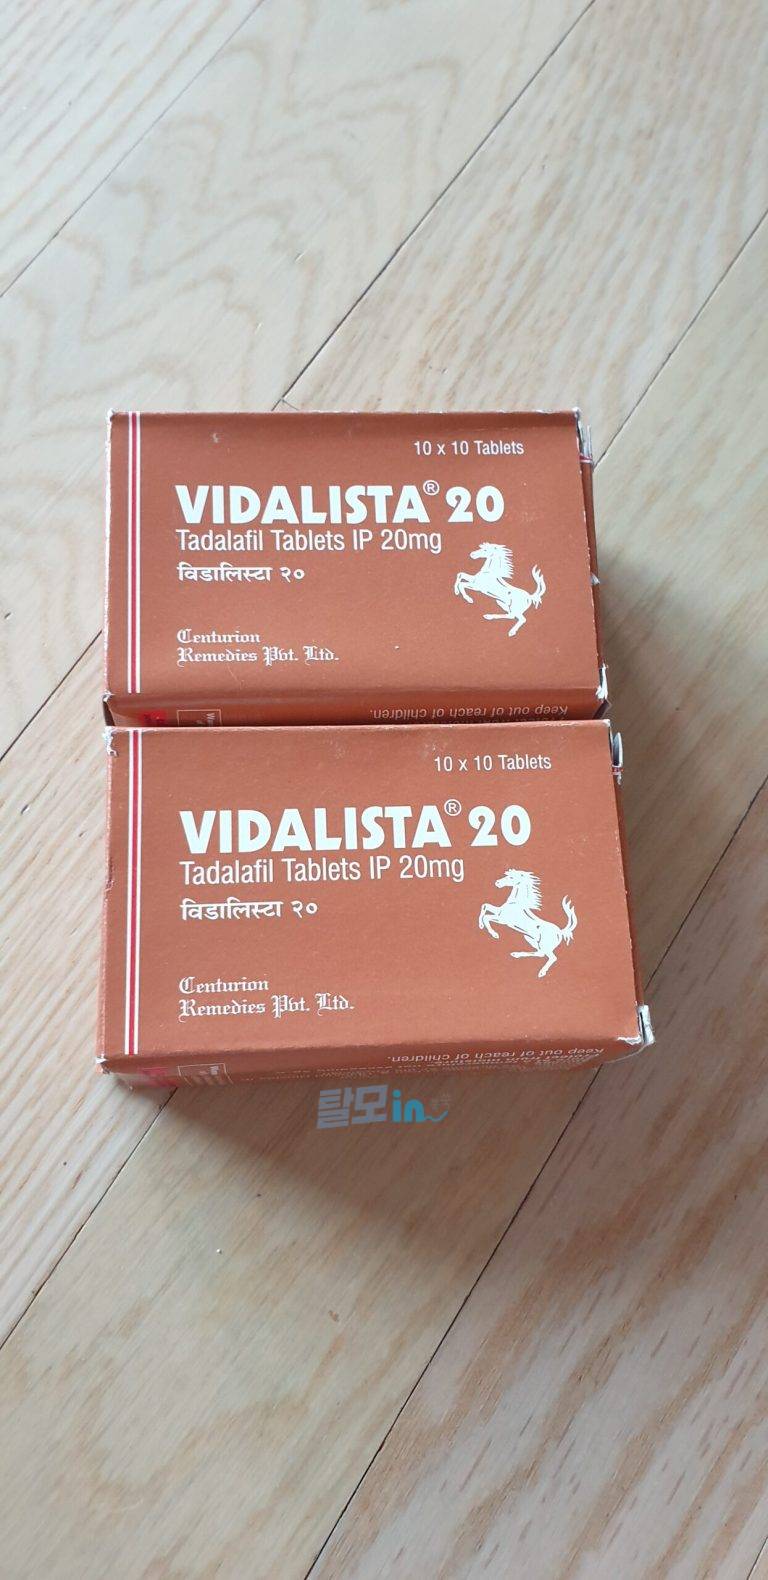 10 x 10 Tablets
VIDALISTA® 20
Tadalafil Tablets IP 20mg
विडालिस्टा २०
Centurion
Remedies Pvt. Ltd.
Keep out of reach of children.
10 x 10 Tablets
VIDALISTA® 20
Tadalafil Tablets IP 20mg
विडालिस्टा २०
Centurion
Remedies Pvt. Ltd.
Keep out of reach of children.
탈모in